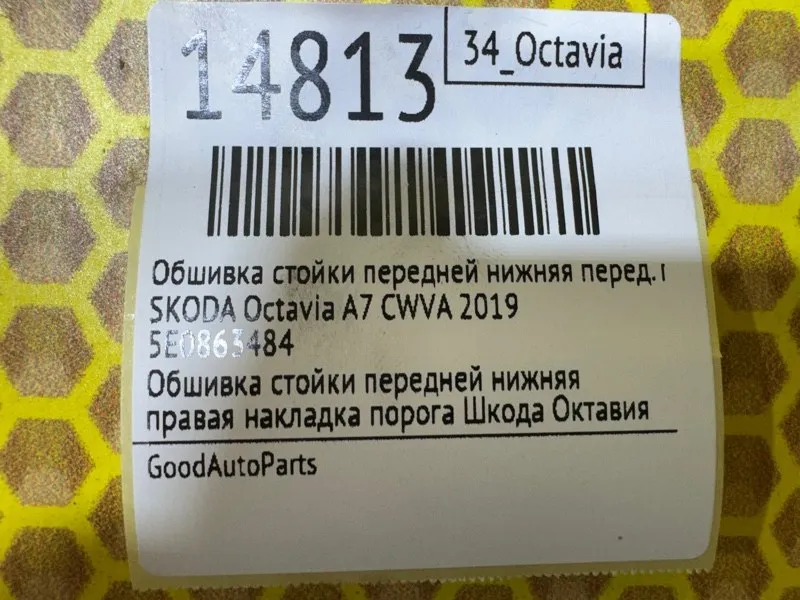 14813
34_Octavia
Обшивка стойки передней нижняя перед.
SKODA Octavia A7 CWVA 2019
5E0863484
Обшивка стойки передней нижняя
правая накладка порога Шкода Октавия
GoodAutoParts